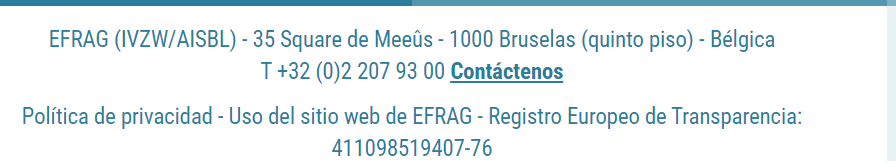 EFRAG (IVZW/AISBL) - 35 Square de Meeûs - 1000 Bruselas (quinto piso) - Bélgica
T +32 (0)2 207 93 00 Contáctenos
Política de privacidad - Uso del sitio web de EFRAG - Registro Europeo de Transparencia:
411098519407-76